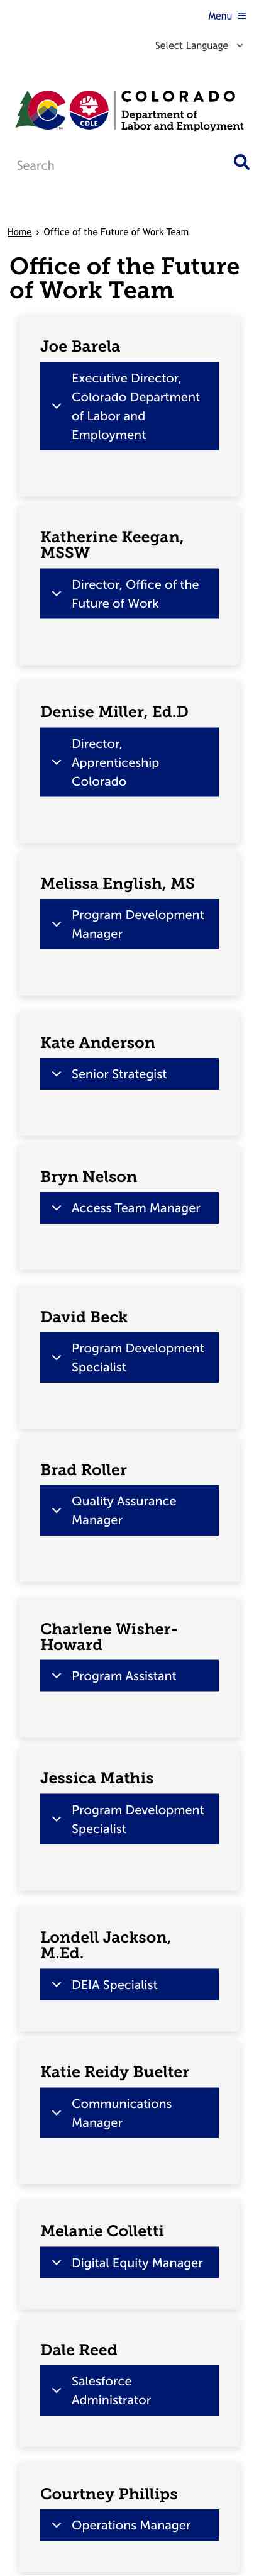 Menu
Select Language
CDLE
COLORADO
Department of
Labor and Employment
Search
Home › Office of the Future of Work Team
Office of the Future
of Work Team
Joe Barela
Executive Director,
Colorado Department
of Labor and
Employment
Katherine Keegan,
MSSW
Director, Office of the
Future of Work
Denise Miller, Ed.D
Director,
Apprenticeship
Colorado
Melissa English, MS
Program Development
Manager
Kate Anderson
Senior Strategist
Bryn Nelson
Access Team Manager
David Beck
Program Development
Specialist
Brad Roller
Quality Assurance
Manager
Charlene Wisher-
Howard
Program Assistant
Jessica Mathis
Program Development
Specialist
Londell Jackson,
M.Ed.
DEIA Specialist
Katie Reidy Buelter
Communications
Manager
Melanie Colletti
Digital Equity Manager
Dale Reed
Salesforce
Administrator
Courtney Phillips
Operations Manager